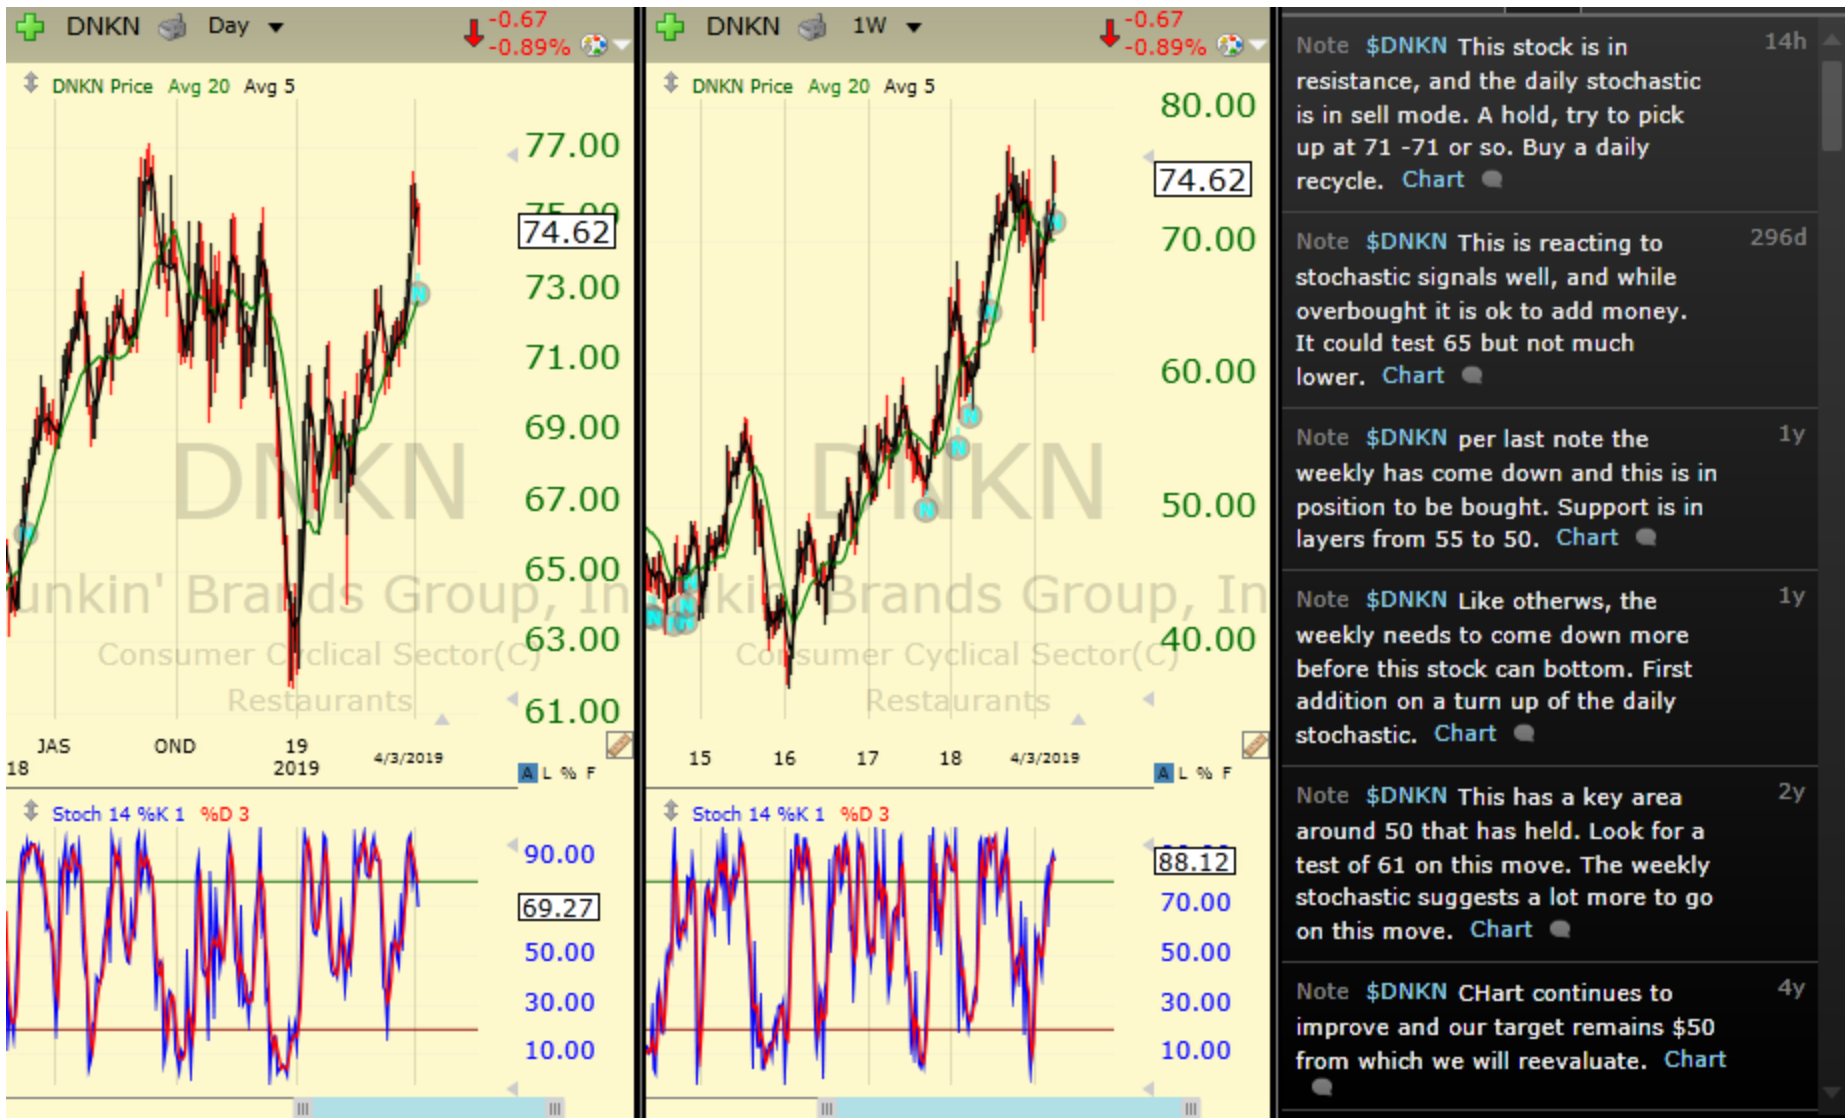 DNKN Day
-0.67
-0.89%
DNKN Price Avg 20 Avg 5
77.00
75.00
74.62
73.00
71.00
69.00
67.00
65.00
63.00
61.00
DNKN
unkin' Brands Group, In
Consumer Cyclical Sector(C)
Restaurants
JAS OND 19 4/3/2019
18 2019
A L % F
Stoch 14 %K 1 %D 3
90.00
69.27
50.00
30.00
10.00
DNKN 1W
-0.67
-0.89%
DNKN Price Avg 20 Avg 5
80.00
74.62
70.00
60.00
50.00
40.00
DNKN
nkin' Brands Group, In
Consumer Cyclical Sector(C)
Restaurants
15 16 17 18 4/3/2019
A L % F
Stoch 14 %K 1 %D 3
88.12
70.00
50.00
30.00
10.00
Note $DNKN This stock is in 14h
resistance, and the daily stochastic
is in sell mode. A hold, try to pick
up at 71 -71 or so. Buy a daily
recycle. Chart
Note $DNKN This is reacting to 296d
stochastic signals well, and while
overbought it is ok to add money.
It could test 65 but not much
lower. Chart
Note $DNKN per last note the 1y
weekly has come down and this is in
position to be bought. Support is in
layers from 55 to 50. Chart
Note $DNKN Like otherws, the 1y
weekly needs to come down more
before this stock can bottom. First
addition on a turn up of the daily
stochastic. Chart
Note $DNKN This has a key area 2y
around 50 that has held. Look for a
test of 61 on this move. The weekly
stochastic suggests a lot more to go
on this move. Chart
Note $DNKN CHart continues to 4y
improve and our target remains $50
from which we will reevaluate. Chart